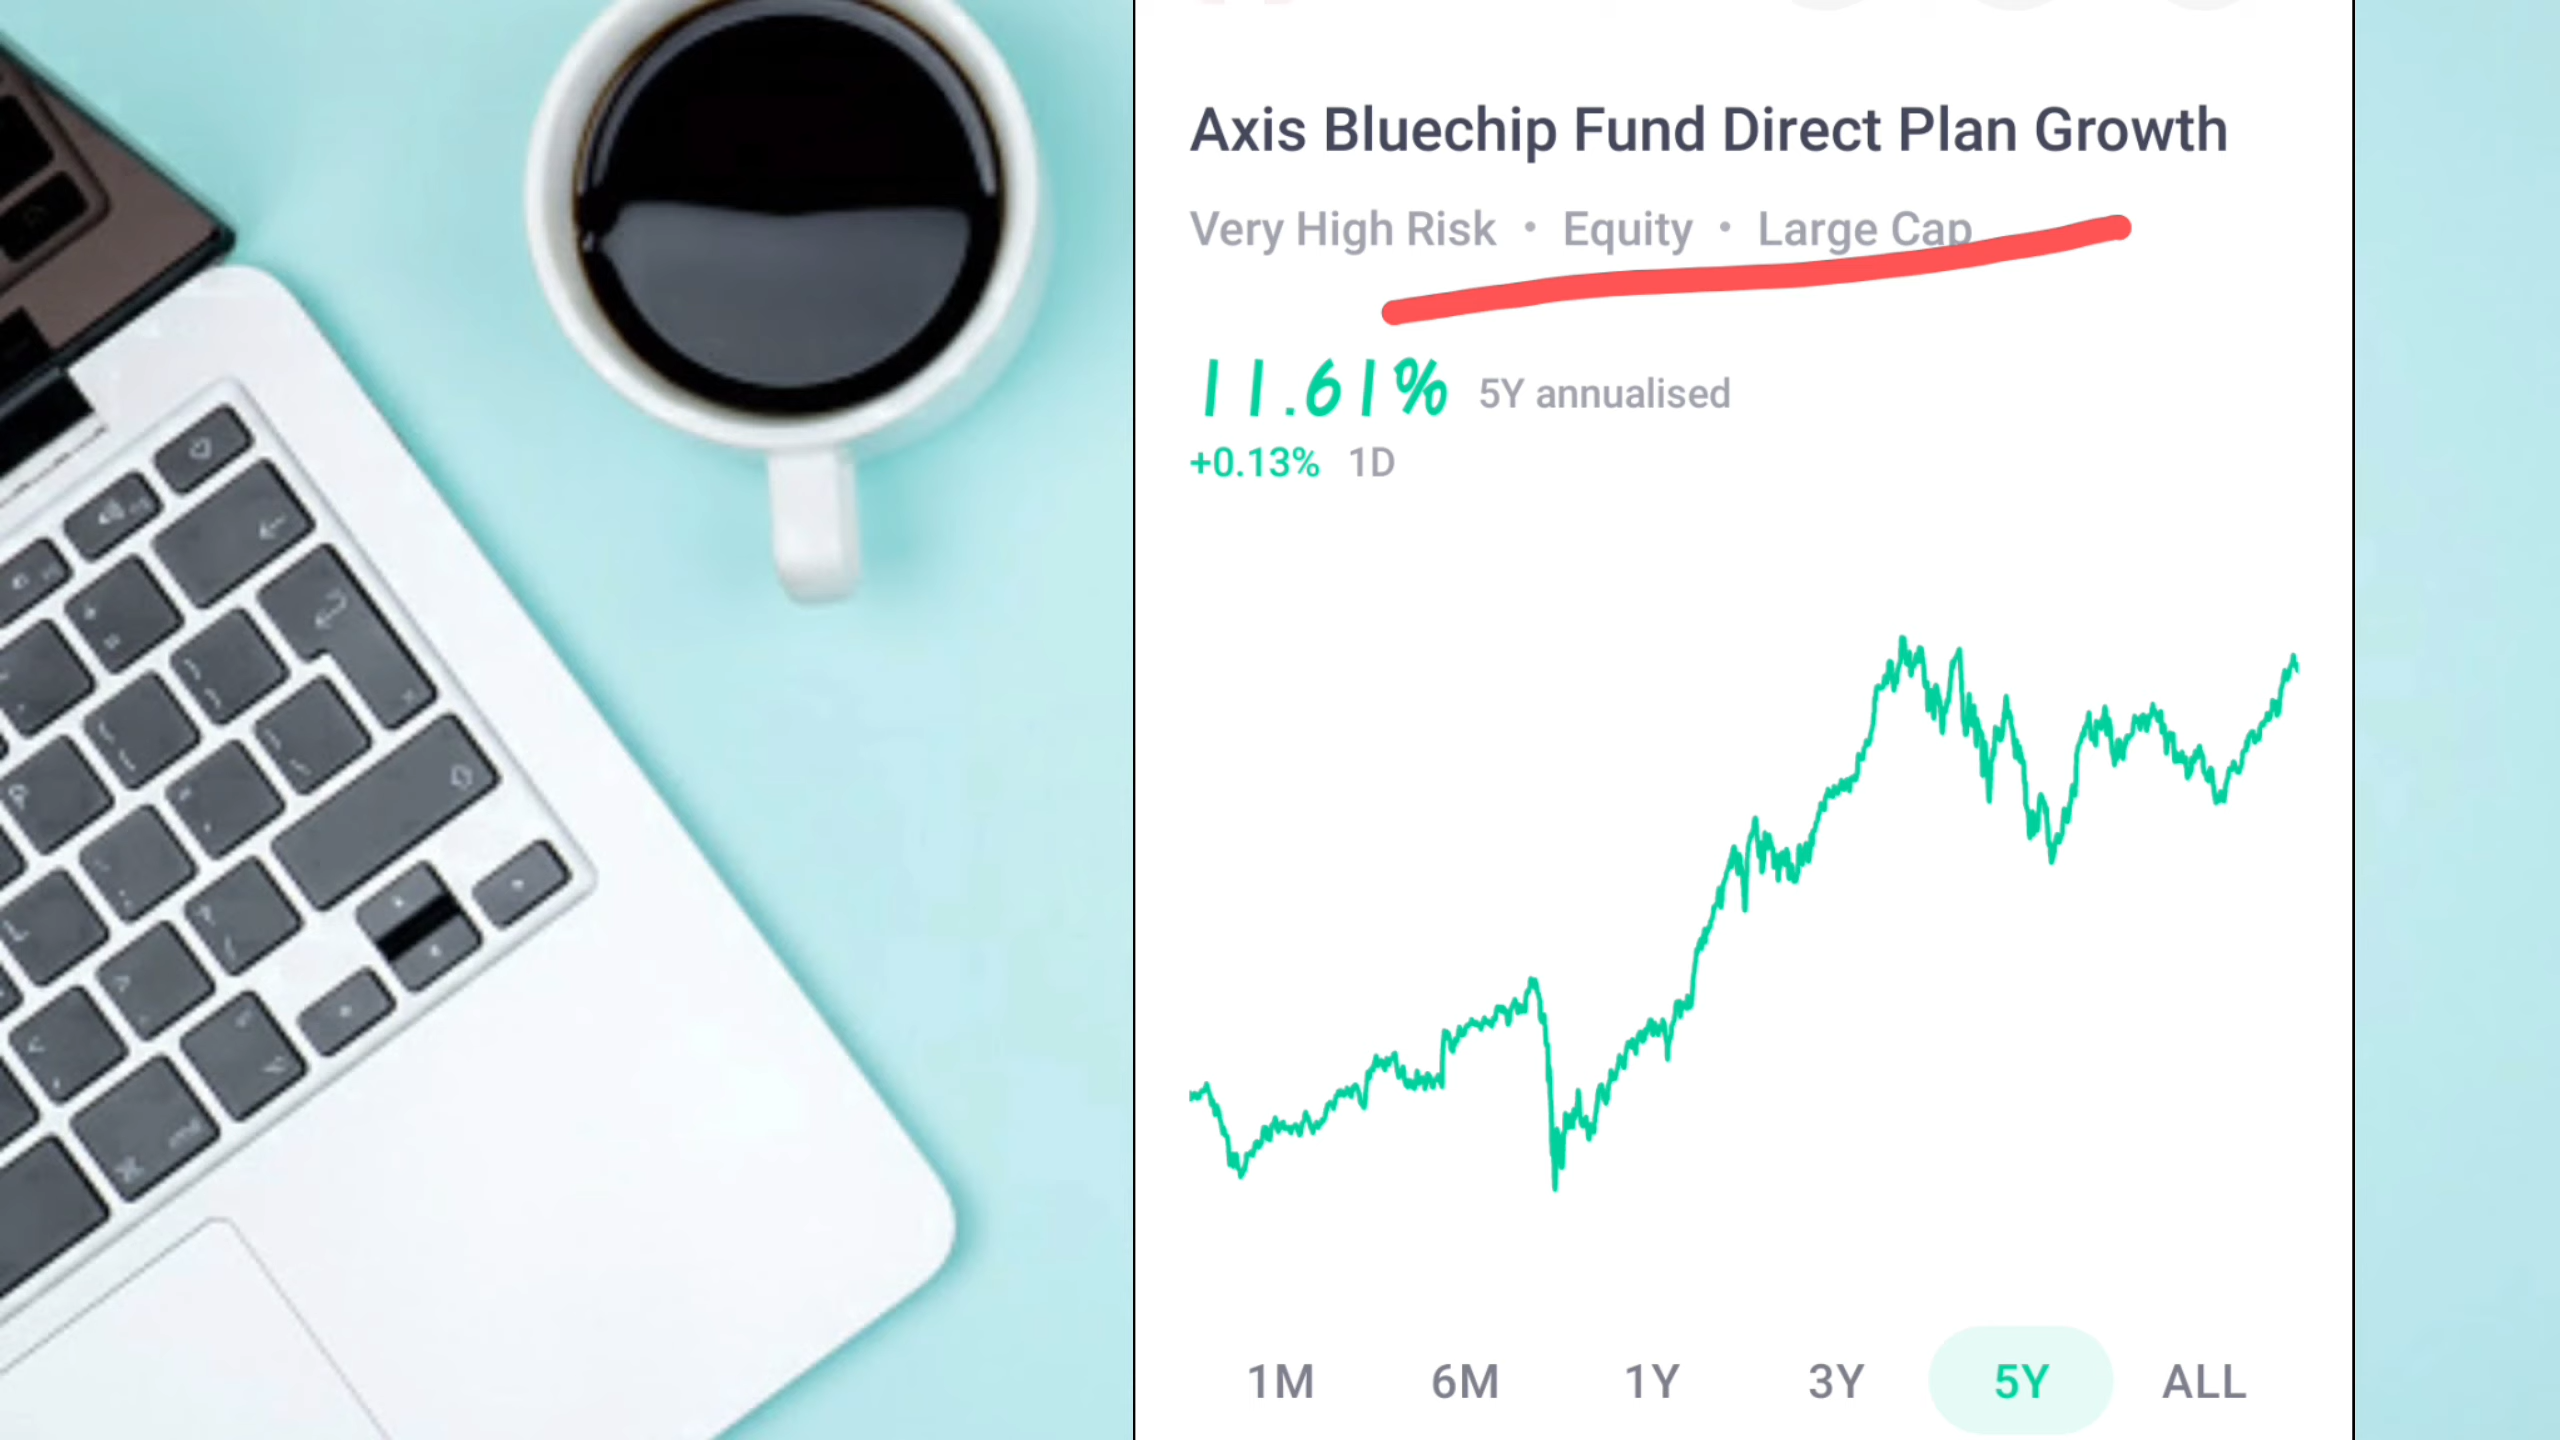 Axis Bluechip Fund Direct Plan Growth
Very High Risk • Equity • Large Cap
11.61% 5Y annualised
+0.13% 1D
1M 6M 1Y 3Y 5Y ALL